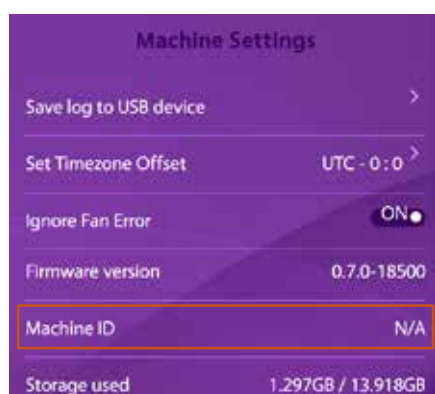 Machine Settings
Save log to USB device >
Set Timezone Offset UTC - 0 : 0 >
Ignore Fan Error ON
Firmware version 0.7.0-18500
Machine ID N/A
Storage used 1.297GB / 13.918GB